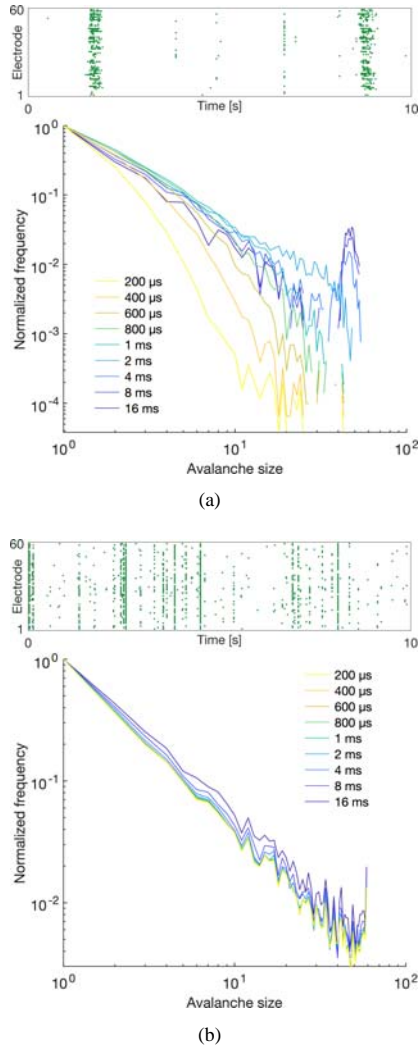 60
Electrode
1
0
Time [s]
10
10^0
10^-1
10^-2
10^-3
10^-4
Normalized frequency
200 µs
400 µs
600 µs
800 µs
1 ms
2 ms
4 ms
8 ms
16 ms
10^0
10^1
10^2
Avalanche size
(a)
60
Electrode
1
0
Time [s]
10
10^0
10^-1
10^-2
Normalized frequency
200 µs
400 µs
600 µs
800 µs
1 ms
2 ms
4 ms
8 ms
16 ms
10^0
10^1
10^2
Avalanche size
(b)